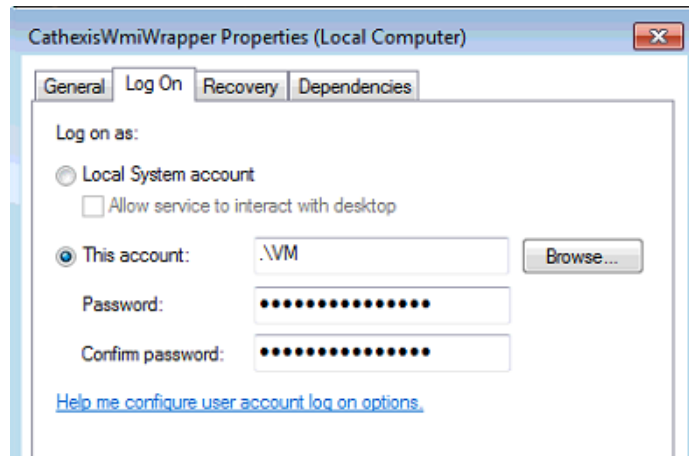 CathexisWmiWrapper Properties (Local Computer)
General Log On Recovery Dependencies
Log on as:
Local System account
Allow service to interact with desktop
This account: .\VM Browse...
Password: •••••••••••••••
Confirm password: •••••••••••••••
Help me configure user account log on options.